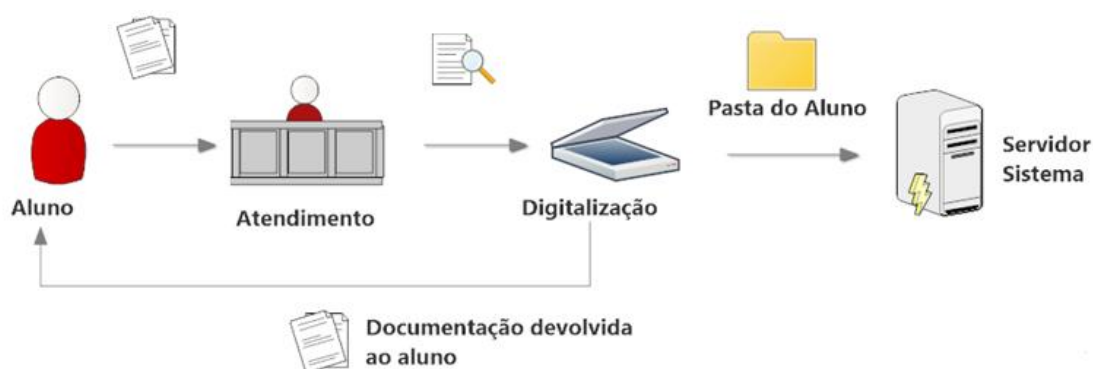 Pasta do Aluno
Servidor
Sistema
Aluno
Atendimento
Digitalização
Documentação devolvida
ao aluno